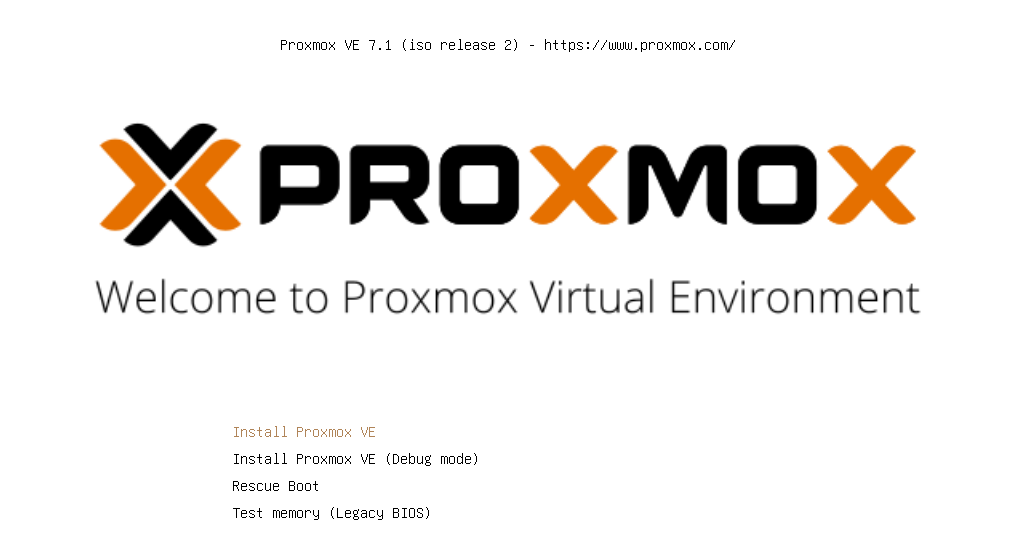 Proxmox VE 7.1 (iso release 2) - https://www.proxmox.com/
PROXMOX
Welcome to Proxmox Virtual Environment
Install Proxmox VE
Install Proxmox VE (Debug mode)
Rescue Boot
Test memory (Legacy BIOS)